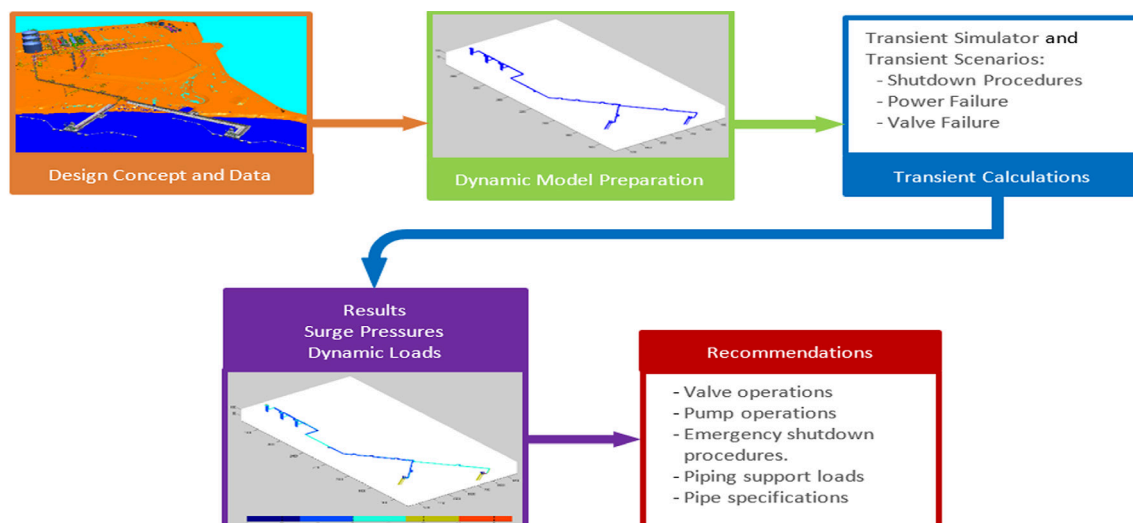 Design Concept and Data
Dynamic Model Preparation
Transient Simulator and
Transient Scenarios:
- Shutdown Procedures
- Power Failure
- Valve Failure
Transient Calculations
Results
Surge Pressures
Dynamic Loads
Recommendations
- Valve operations
- Pump operations
- Emergency shutdown
procedures.
- Piping support loads
- Pipe specifications